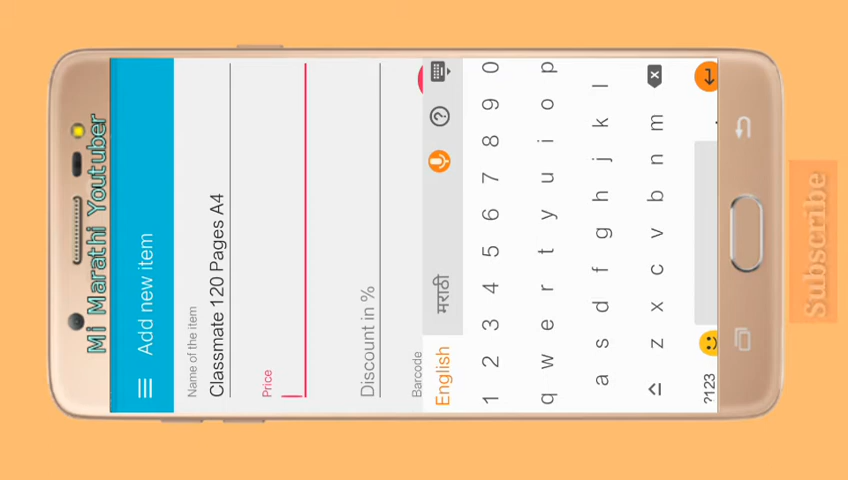 Mi Marathi Youtuber
Add new item
Name of the item
Classmate 120 Pages A4
Price
Discount in %
Barcode
English मराठी
1 2 3 4 5 6 7 8 9 0
q w e r t y u i o p
a s d f g h j k l
z x c v b n m
?123 .
Subscribe